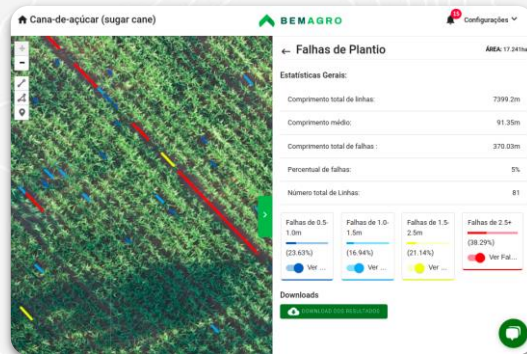 Cana-de-açúcar (sugar cane)
BEMAGRO
15
Configurações
← Falhas de Plantio
ÁREA: 17.241ha
Estatísticas Gerais:
Comprimento total de linhas: 7399.2m
Comprimento médio: 91.35m
Comprimento total de falhas : 370.03m
Percentual de falhas: 5%
Número total de Linhas: 81
Falhas de 0.5-
1.0m
(23.63%)
Ver ...
Falhas de 1.0-
1.5m
(16.94%)
Ver ...
Falhas de 1.5-
2.5m
(21.14%)
Ver ...
Falhas de 2.5+
(38.29%)
Ver Fal...
Downloads
DOWNLOAD DOS RESULTADOS